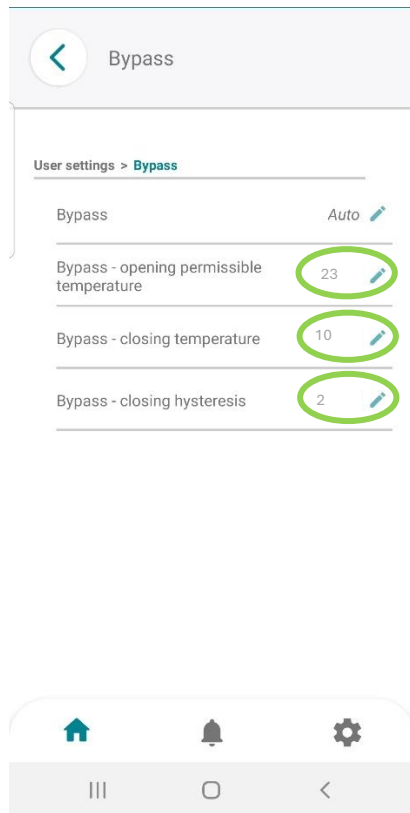 Bypass
User settings > Bypass
Bypass Auto
Bypass - opening permissible
temperature 23
Bypass - closing temperature 10
Bypass - closing hysteresis 2